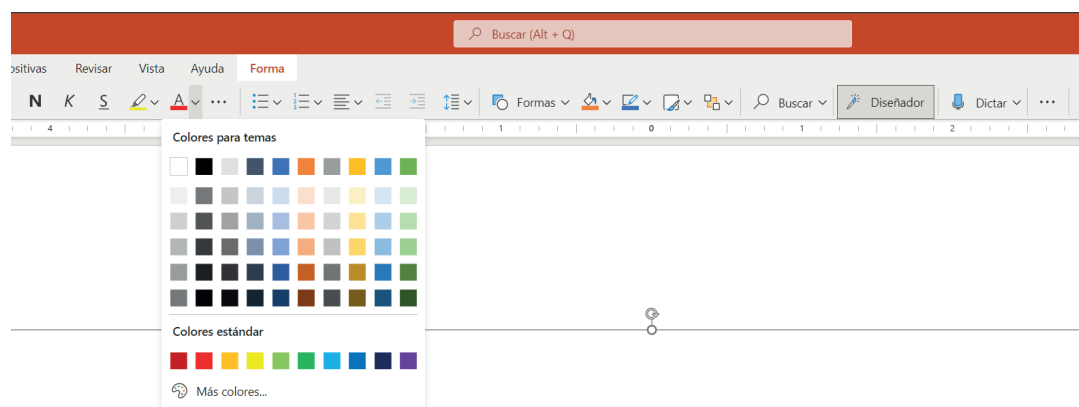 Buscar (Alt + Q)
ositivas Revisar Vista Ayuda Forma
N K S A Formas Buscar Diseñador Dictar
4 1 0 1 2
Colores para temas
Colores estándar
Más colores...